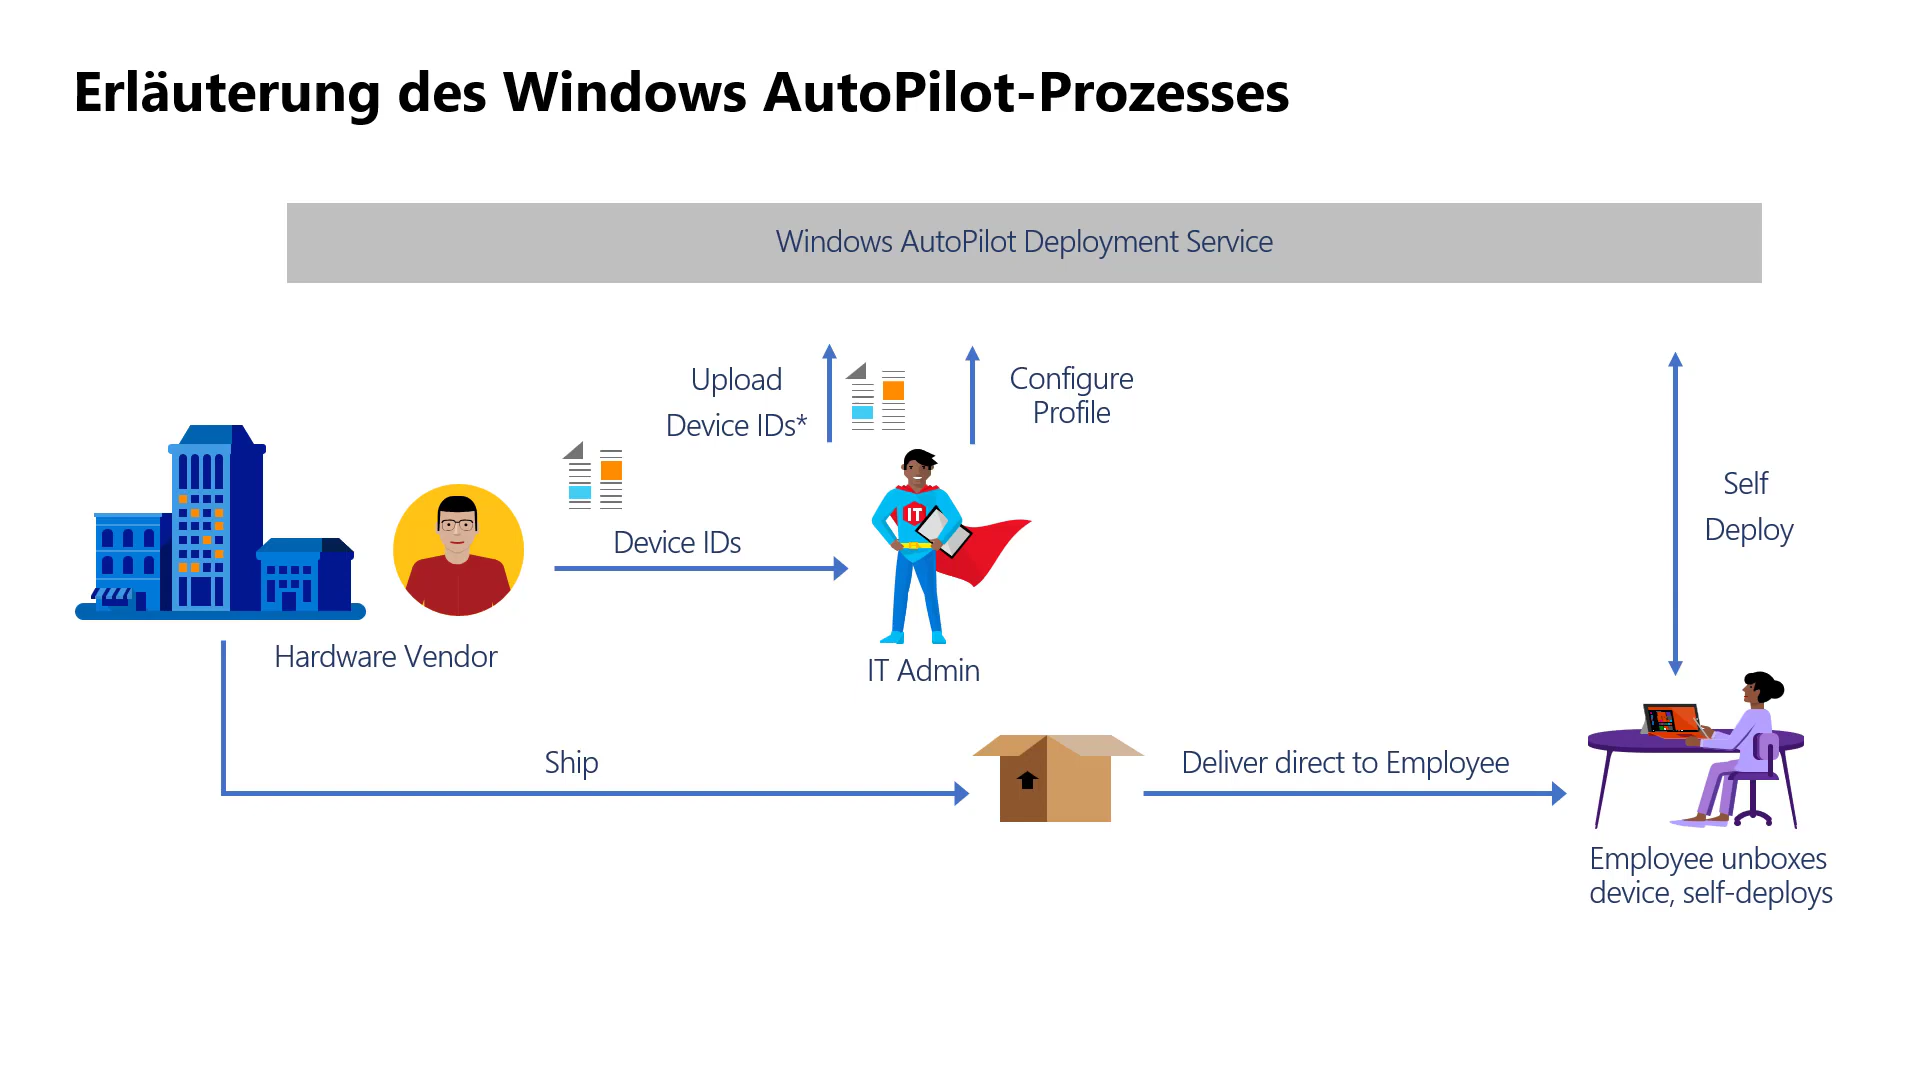 Erläuterung des Windows AutoPilot-Prozesses
Windows AutoPilot Deployment Service
Upload
Device IDs*
Configure
Profile
Device IDs
IT
Self
Deploy
Hardware Vendor
IT Admin
Ship
Deliver direct to Employee
Employee unboxes
device, self-deploys